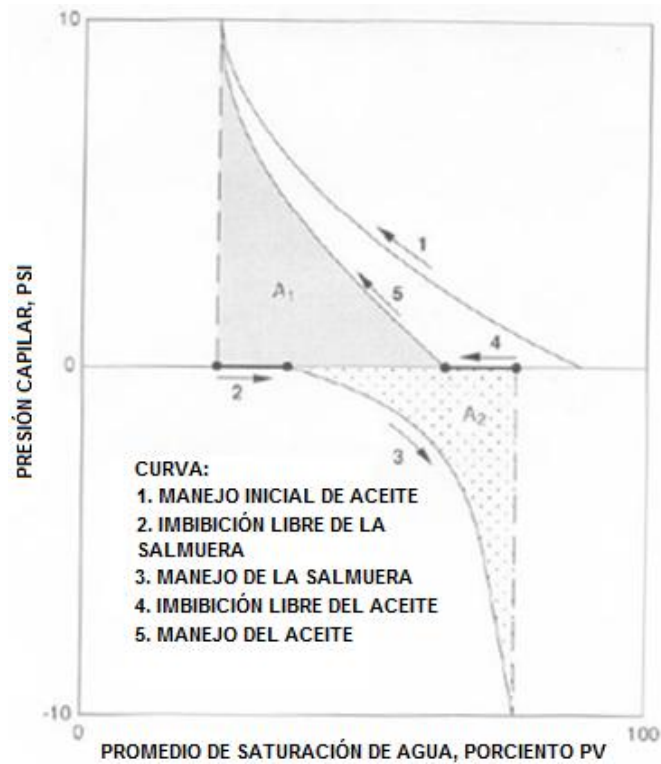 10
1
5
A1
4
0
2
A2
3
PRESIÓN CAPILAR, PSI
CURVA:
1. MANEJO INICIAL DE ACEITE
2. IMBIBICIÓN LIBRE DE LA
SALMUERA
3. MANEJO DE LA SALMUERA
4. IMBIBICIÓN LIBRE DEL ACEITE
5. MANEJO DEL ACEITE
-10
0
100
PROMEDIO DE SATURACIÓN DE AGUA, PORCIENTO PV